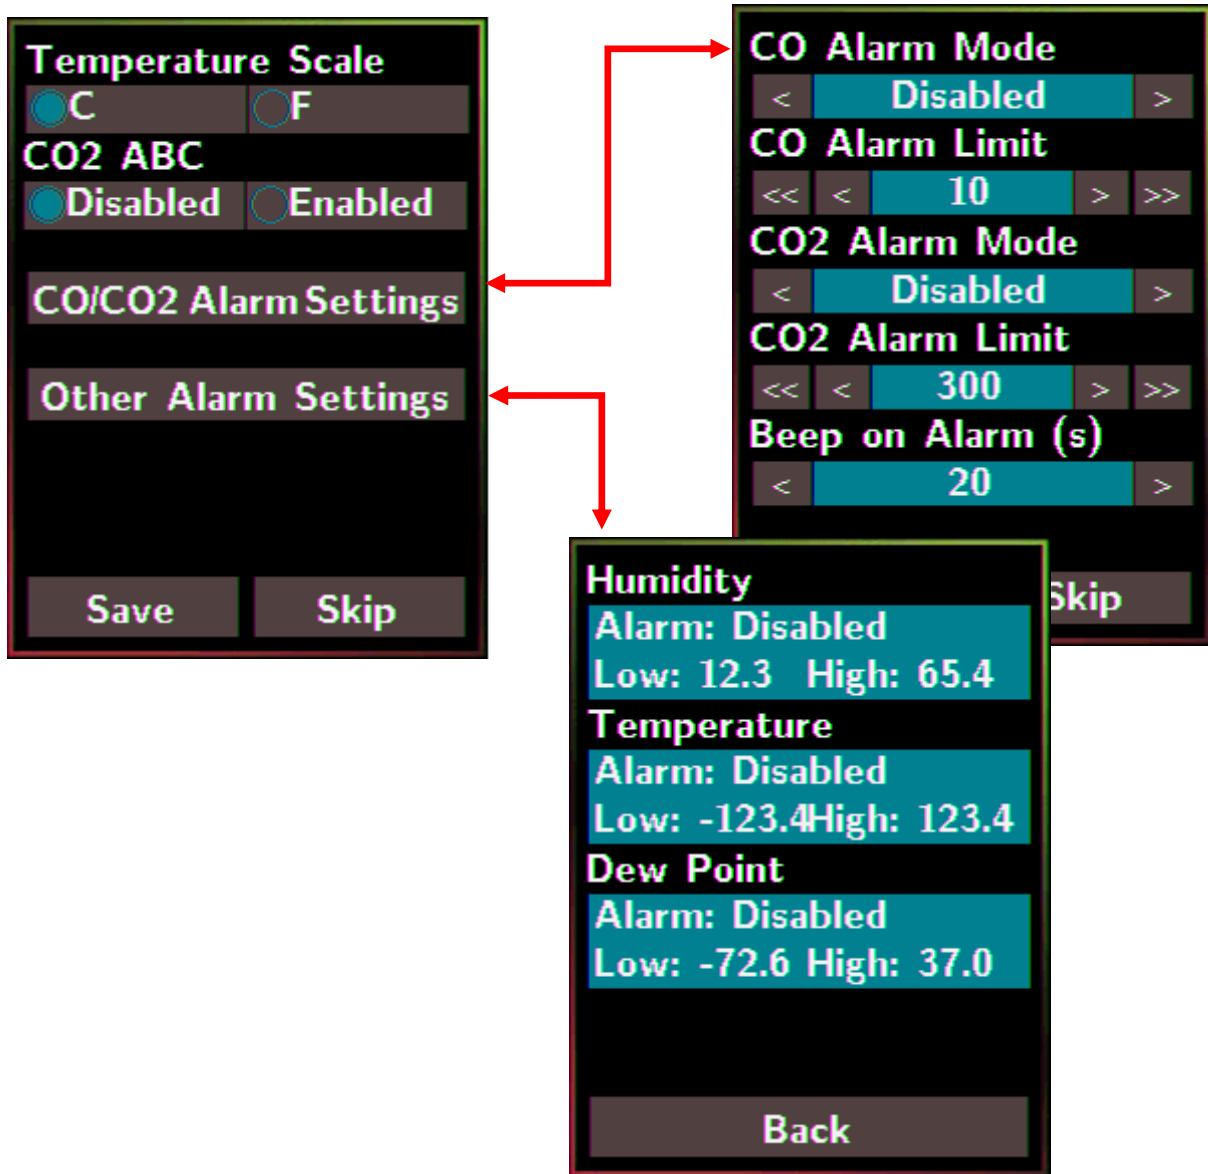 Temperature Scale
C F
CO2 ABC
Disabled Enabled
CO/CO2 Alarm Settings
Other Alarm Settings
Save Skip
CO Alarm Mode
< Disabled >
CO Alarm Limit
<< < 10 > >>
CO2 Alarm Mode
< Disabled >
CO2 Alarm Limit
<< < 300 > >>
Beep on Alarm (s)
< 20 >
Skip
Humidity
Alarm: Disabled
Low: 12.3 High: 65.4
Temperature
Alarm: Disabled
Low: -123.4 High: 123.4
Dew Point
Alarm: Disabled
Low: -72.6 High: 37.0
Back